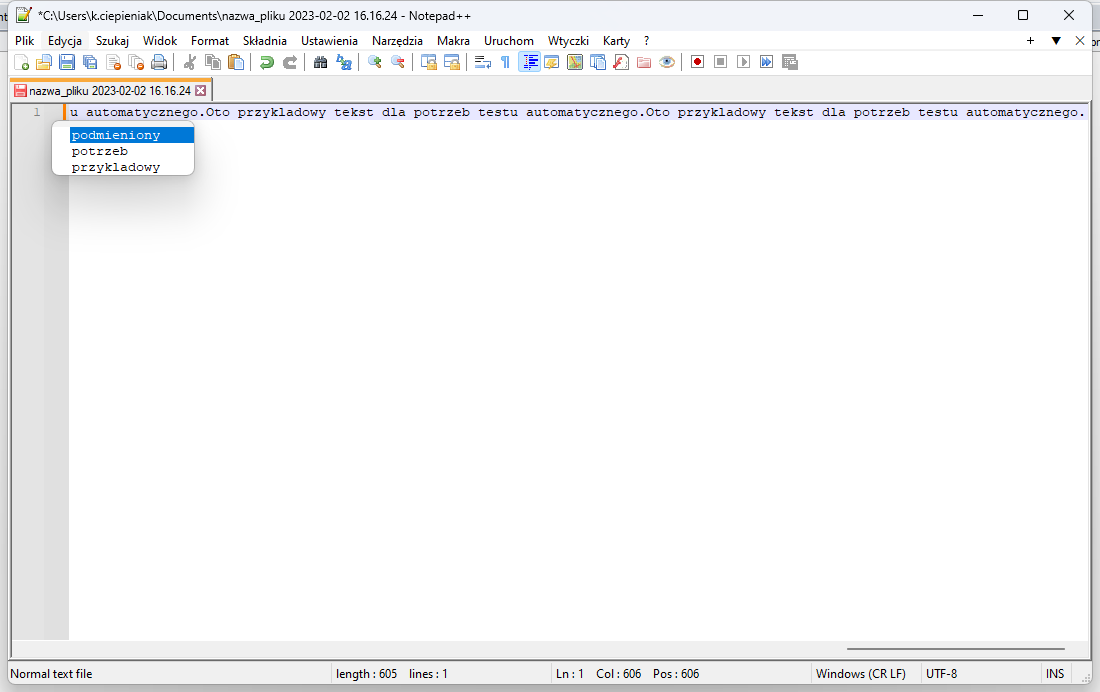 *C:\Users\k.ciepieniak\Documents\nazwa_pliku 2023-02-02 16.16.24 - Notepad++
Plik Edycja Szukaj Widok Format Składnia Ustawienia Narzędzia Makra Uruchom Wtyczki Karty ?
nazwa_pliku 2023-02-02 16.16.24
1 u automatycznego.Oto przykladowy tekst dla potrzeb testu automatycznego.Oto przykladowy tekst dla potrzeb testu automatycznego.
podmieniony
potrzeb
przykladowy
Normal text file length : 605 lines : 1 Ln : 1 Col : 606 Pos : 606 Windows (CR LF) UTF-8 INS